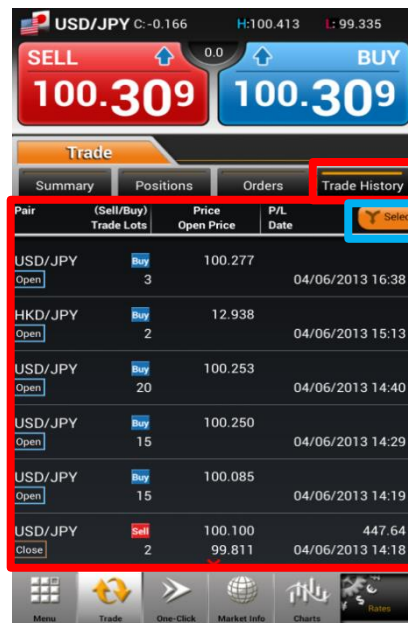 USD/JPY C:-0.166 H:100.413 L: 99.335
SELL 0.0 BUY
100.309 100.309
Trade
Summary Positions Orders Trade History
Pair (Sell/Buy) Price P/L
Trade Lots Open Price Date
Selec
USD/JPY Buy 100.277
Open 3 04/06/2013 16:38
HKD/JPY Buy 12.938
Open 2 04/06/2013 15:13
USD/JPY Buy 100.253
Open 20 04/06/2013 14:40
USD/JPY Buy 100.250
Open 15 04/06/2013 14:29
USD/JPY Buy 100.085
Open 15 04/06/2013 14:19
USD/JPY Sell 100.100 447.64
Close 2 99.811 04/06/2013 14:18
Menu Trade One-Click Market Info Charts Rates